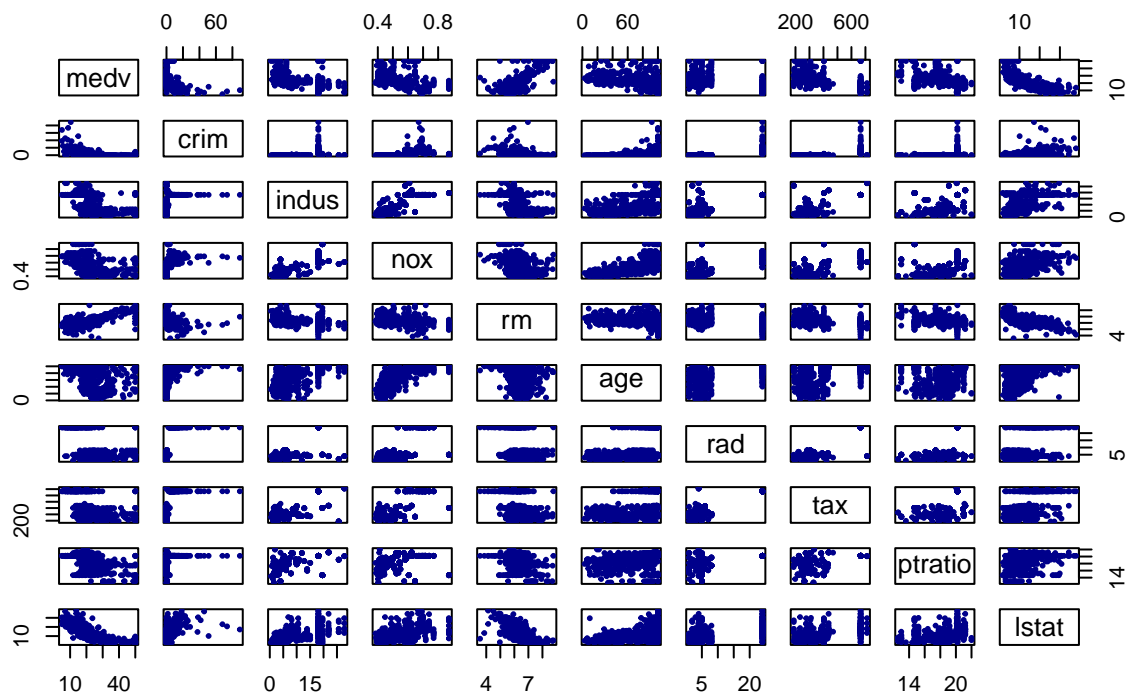 0 60 0.4 0.8 0 60 200 600 10
medv 10
0 crim
indus 0
0.4 nox
rm 4
0 age
rad 5
200 tax
ptratio 14
10 lstat
10 40 0 15 4 7 5 20 14 20